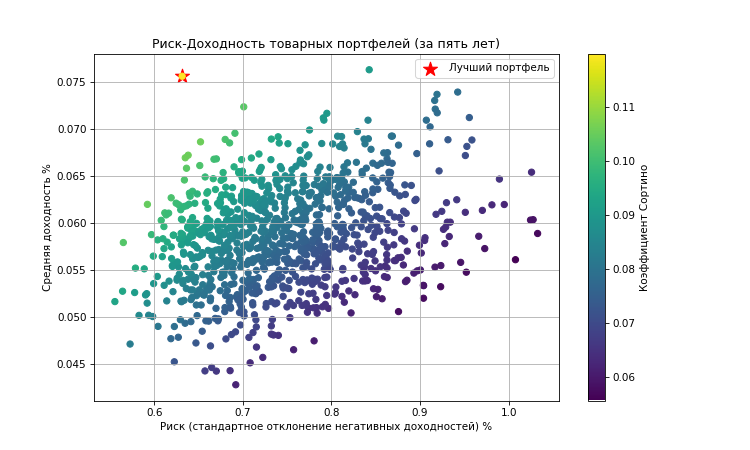 Риск-Доходность товарных портфелей (за пять лет)
Лучший портфель
Средняя доходность %
0.075
0.070
0.065
0.060
0.055
0.050
0.045
0.6 0.7 0.8 0.9 1.0
Риск (стандартное отклонение негативных доходностей) %
0.11
0.10
0.09
0.08
0.07
0.06
Коэффициент Сортино